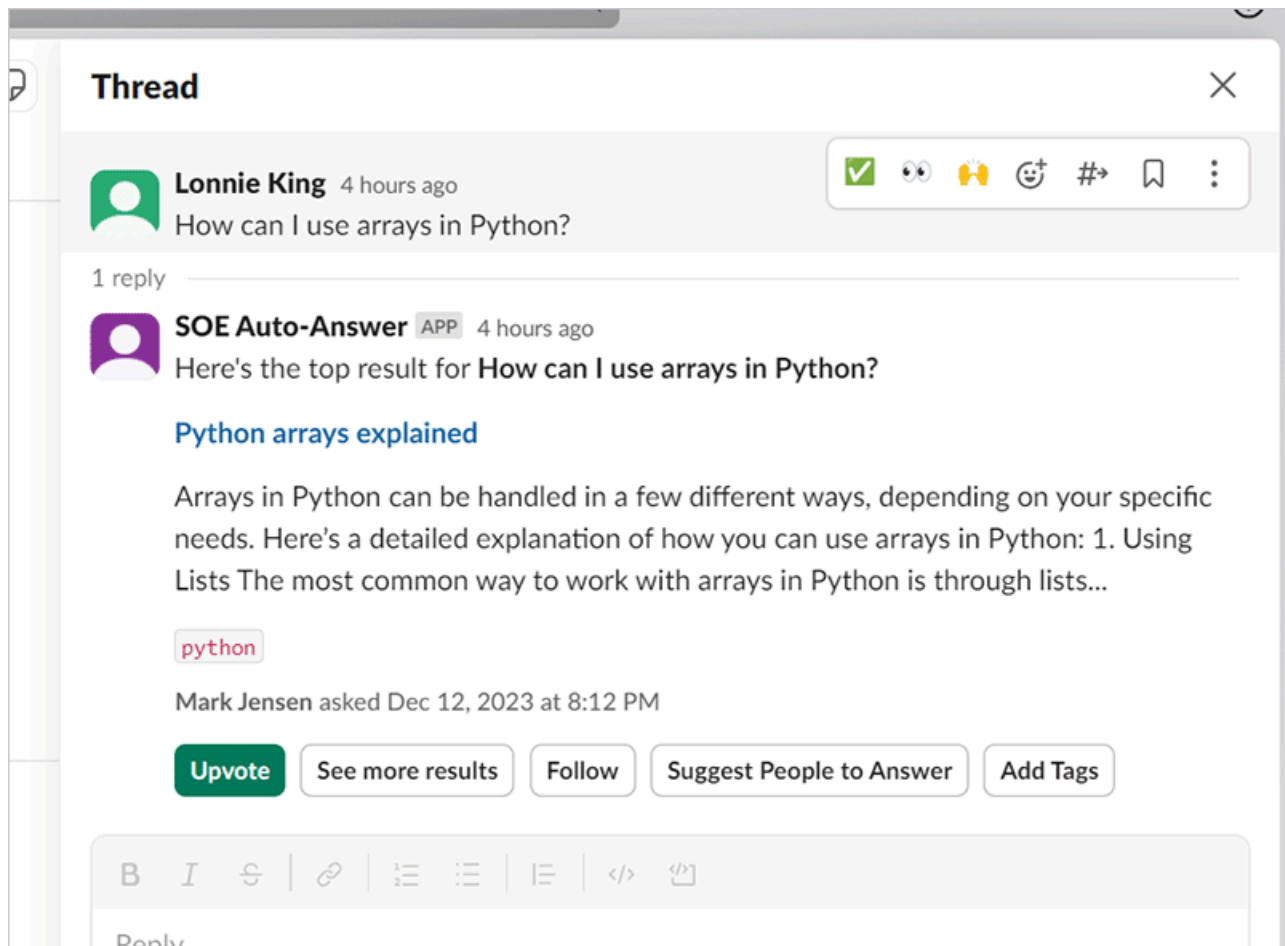 Thread
Lonnie King 4 hours ago
How can I use arrays in Python?
1 reply
SOE Auto-Answer APP 4 hours ago
Here's the top result for How can I use arrays in Python?
Python arrays explained
Arrays in Python can be handled in a few different ways, depending on your specific
needs. Here’s a detailed explanation of how you can use arrays in Python: 1. Using
Lists The most common way to work with arrays in Python is through lists...
python
Mark Jensen asked Dec 12, 2023 at 8:12 PM
Upvote See more results Follow Suggest People to Answer Add Tags
Reply